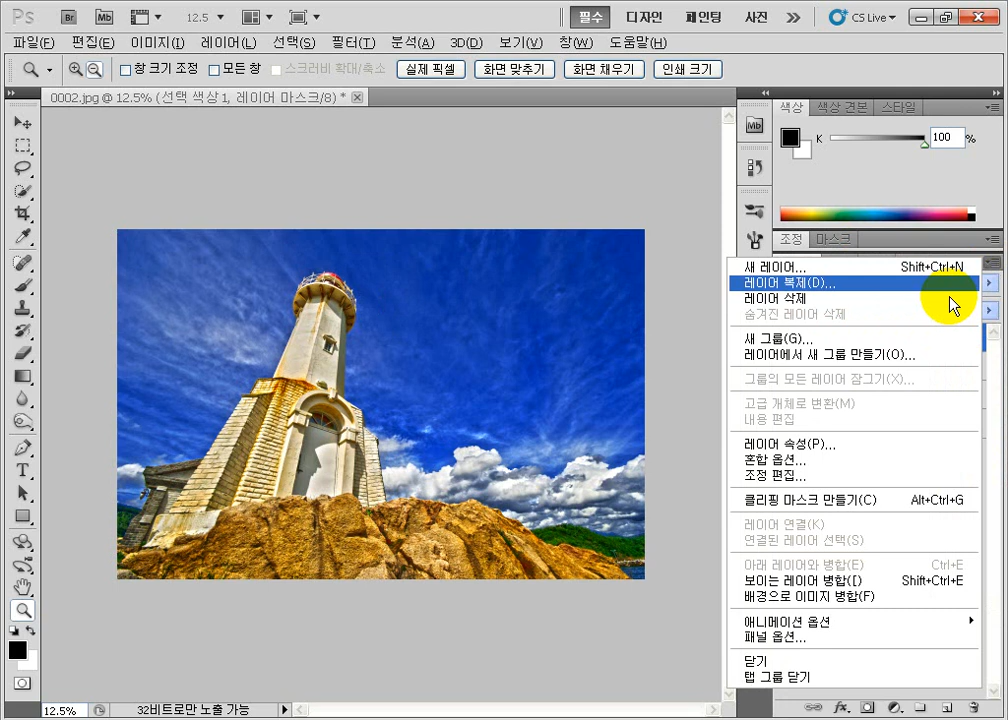 Ps Br Mb 12.5 필수 디자인 페인팅 사진 CS Live
파일(F) 편집(E) 이미지(I) 레이어(L) 선택(S) 필터(T) 분석(A) 3D(D) 보기(V) 창(W) 도움말(H)
창 크기 조정 모든 창 스크러비 확대/축소 실제 픽셀 화면 맞추기 화면 채우기 인쇄 크기
0002.jpg @ 12.5% (선택 색상 1, 레이어 마스크/8) *
색상 색상 견본 스타일
Mb
K 100 %
조정 마스크
새 레이어... Shift+Ctrl+N
레이어 복제(D)...
레이어 삭제
숨겨진 레이어 삭제
새 그룹(G)...
레이어에서 새 그룹 만들기(O)...
그룹의 모든 레이어 잠그기(X)...
고급 개체로 변환(M)
내용 편집
레이어 속성(P)...
혼합 옵션...
조정 편집...
클리핑 마스크 만들기(C) Alt+Ctrl+G
레이어 연결(K)
연결된 레이어 선택(S)
아래 레이어와 병합(E) Ctrl+E
보이는 레이어 병합([) Shift+Ctrl+E
배경으로 이미지 병합(F)
애니메이션 옵션
패널 옵션...
닫기
탭 그룹 닫기
12.5% 32비트로만 노출 가능